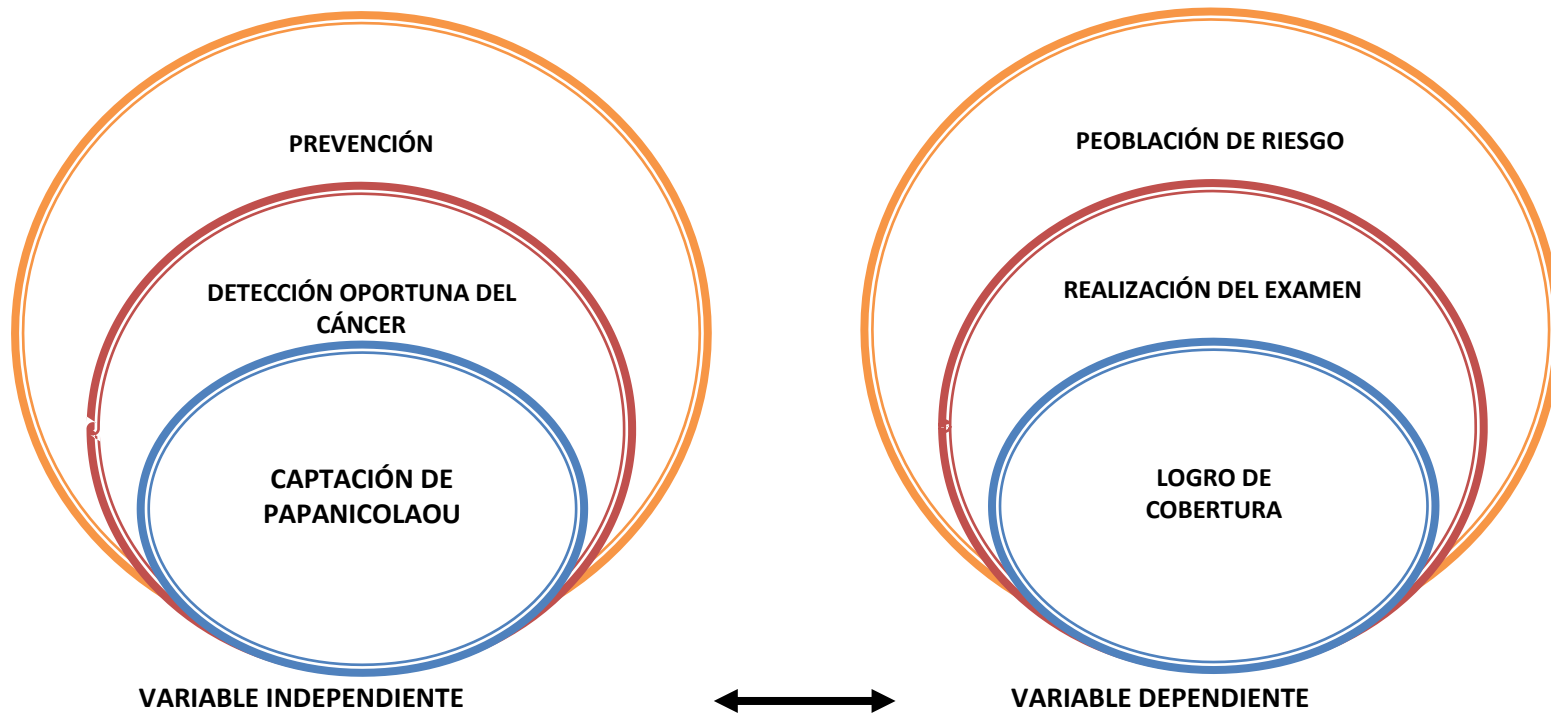 PREVENCIÓN
DETECCIÓN OPORTUNA DEL
CÁNCER
CAPTACIÓN DE
PAPANICOLAOU
VARIABLE INDEPENDIENTE
PEOBLACIÓN DE RIESGO
REALIZACIÓN DEL EXAMEN
LOGRO DE
COBERTURA
VARIABLE DEPENDIENTE